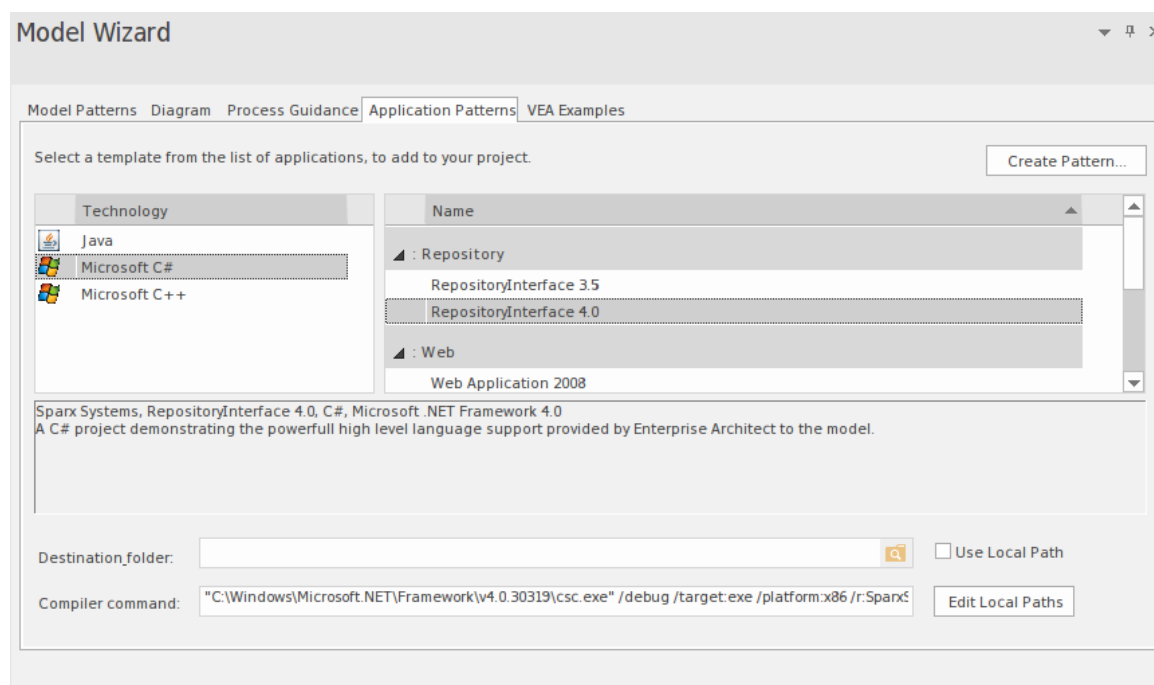 Model Wizard
Model Patterns Diagram Process Guidance Application Patterns VEA Examples
Select a template from the list of applications, to add to your project.
Create Pattern...
Technology
Java
Microsoft C#
Microsoft C++
Name
: Repository
RepositoryInterface 3.5
RepositoryInterface 4.0
: Web
Web Application 2008
Sparx Systems, RepositoryInterface 4.0, C#, Microsoft .NET Framework 4.0
A C# project demonstrating the powerfull high level language support provided by Enterprise Architect to the model.
Destination folder:
Use Local Path
Compiler command: "C:\Windows\Microsoft.NET\Framework\v4.0.30319\csc.exe" /debug /target:exe /platform:x86 /r:SparxS
Edit Local Paths